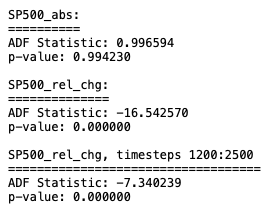 SP500_abs:
==========
ADF Statistic: 0.996594
p-value: 0.994230
SP500_rel_chg:
==============
ADF Statistic: -16.542570
p-value: 0.000000
SP500_rel_chg, timesteps 1200:2500
==================================
ADF Statistic: -7.340239
p-value: 0.000000